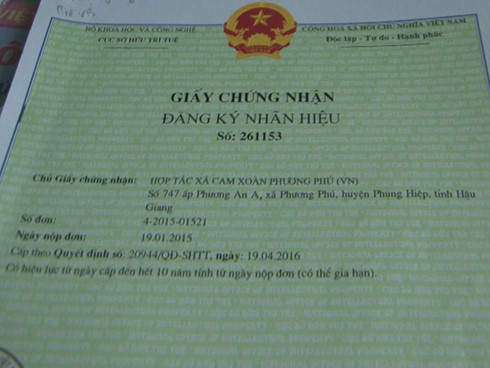 BỘ KHOA HỌC VÀ CÔNG NGHỆ
CỤC SỞ HỮU TRÍ TUỆ
CỘNG HOÀ XÃ HỘI CHỦ NGHĨA VIỆT NAM
Độc lập - Tự do - Hạnh phúc
GIẤY CHỨNG NHẬN
ĐĂNG KÝ NHÃN HIỆU
Số: 261153
Chủ Giấy chứng nhận: HỢP TÁC XÃ CAM XOÀN PHƯƠNG PHÚ (VN)
Số 747 ấp Phương An A, xã Phương Phú, huyện Phụng Hiệp, tỉnh Hậu
Giang
Số đơn: 4-2015-01521
Ngày nộp đơn: 19.01.2015
Cấp theo Quyết định số: 20944/QĐ-SHTT, ngày: 19.04.2016
Có hiệu lực từ ngày cấp đến hết 10 năm tính từ ngày nộp đơn (có thể gia hạn).